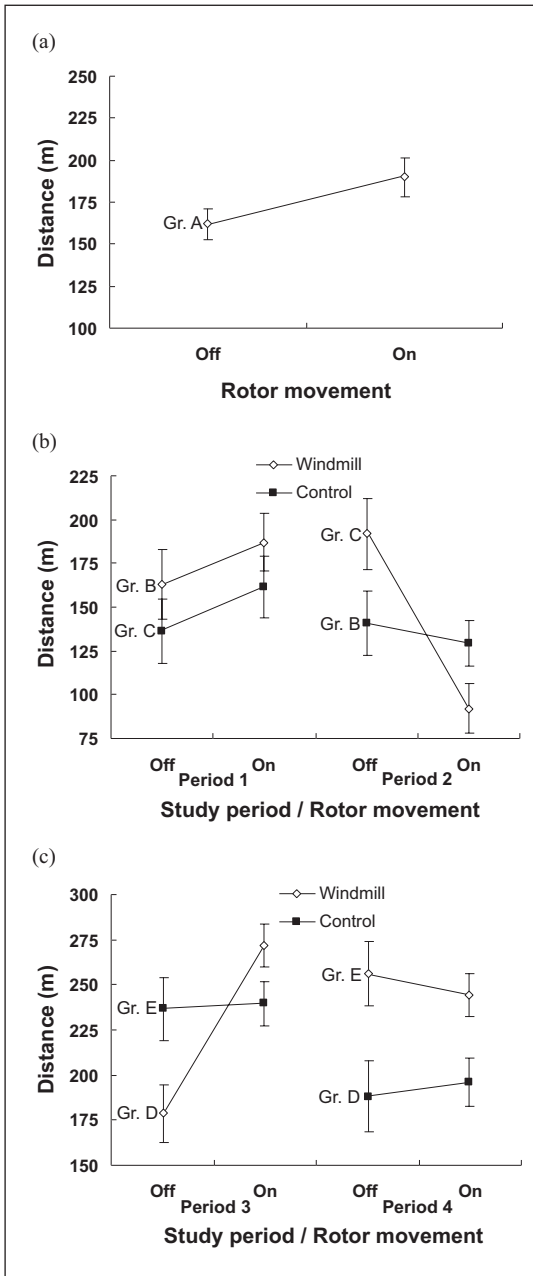 (a)
250
225
200
175
150
125
100
Distance (m)
Gr. A
Off On
Rotor movement
(b)
Windmill
Control
225
200
175
150
125
100
75
Distance (m)
Gr. B
Gr. C
Gr. C
Gr. B
Off On Off On
Period 1 Period 2
Study period / Rotor movement
(c)
Windmill
Control
300
275
250
225
200
175
150
Distance (m)
Gr. E
Gr. D
Gr. E
Gr. D
Off On Off On
Period 3 Period 4
Study period / Rotor movement